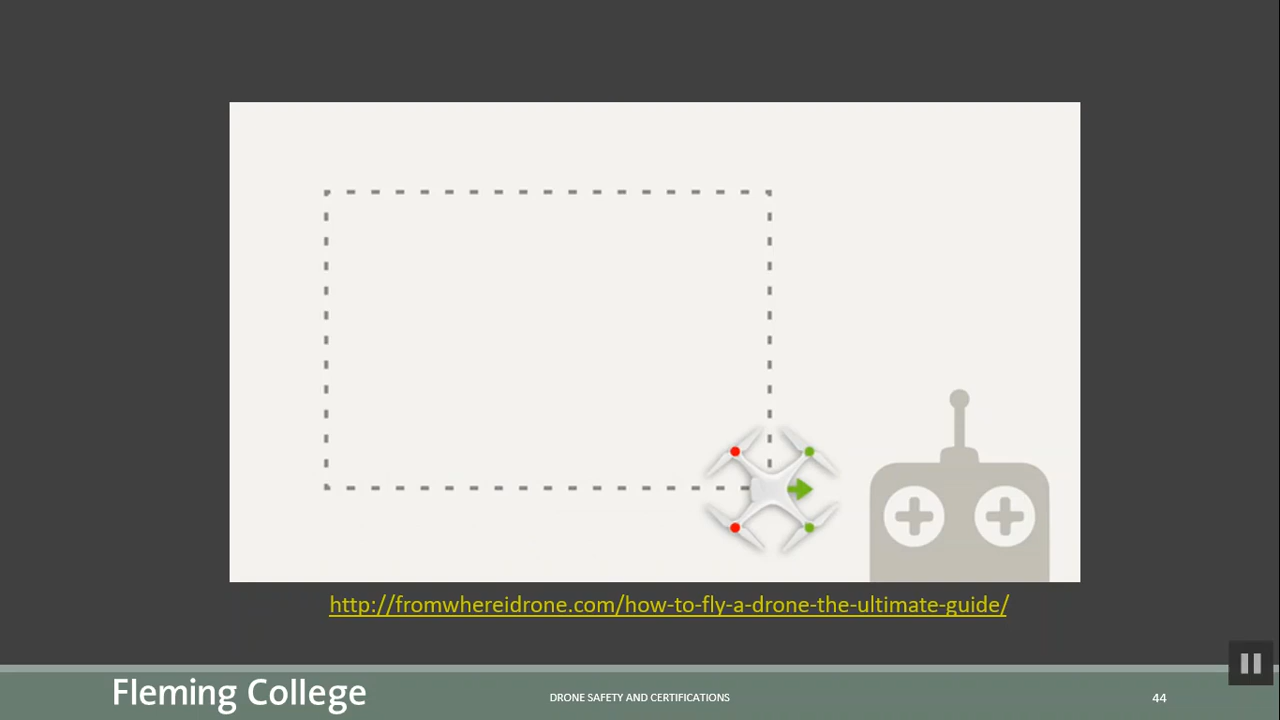 http://fromwhereidrone.com/how-to-fly-a-drone-the-ultimate-guide/
Fleming College
DRONE SAFETY AND CERTIFICATIONS
44